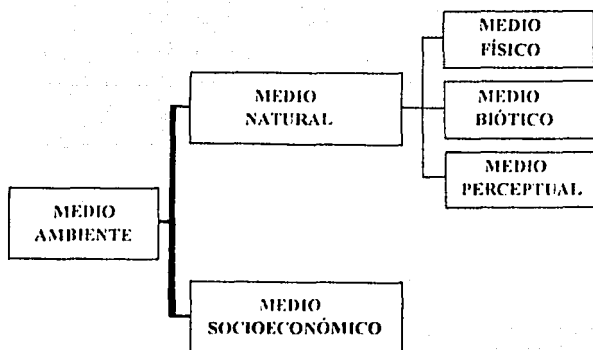 MEDIO
FÍSICO
MEDIO
NATURAL
MEDIO
BIÓTICO
MEDIO
PERCEPTUAL
MEDIO
AMBIENTE
MEDIO
SOCIOECONÓMICO